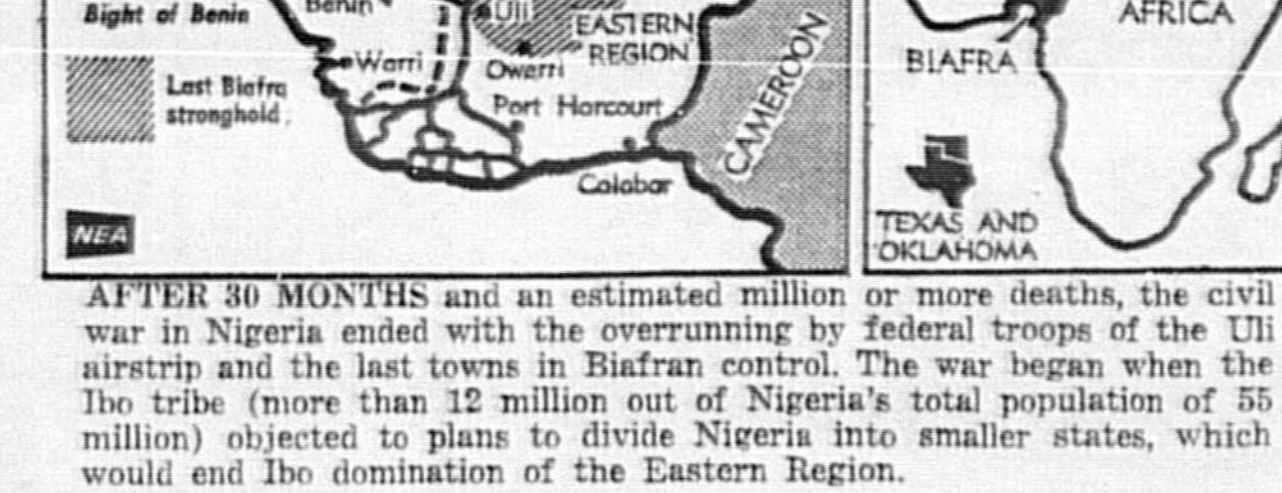 Bight of Benin
Benin
Uli
EASTERN
REGION
Warri
Owerri
Last Biafra
stronghold.
Port Harcourt
CAMEROON
Calabar
NEA
AFRICA
BIAFRA
TEXAS AND
OKLAHOMA
AFTER 30 MONTHS and an estimated million or more deaths, the civil
war in Nigeria ended with the overrunning by federal troops of the Uli
airstrip and the last towns in Biafran control. The war began when the
Ibo tribe (more than 12 million out of Nigeria's total population of 55
million) objected to plans to divide Nigeria into smaller states, which
would end Ibo domination of the Eastern Region.